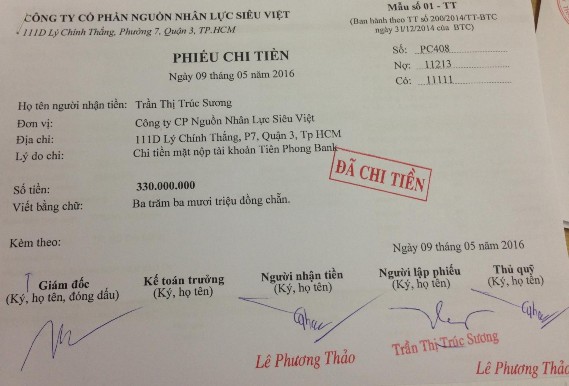 CÔNG TY CỔ PHẦN NGUỒN NHÂN LỰC SIÊU VIỆT
111D Lý Chính Thắng, Phường 7, Quận 3, TP.HCM
Mẫu số 01 - TT
(Ban hành theo TT số 200/2014/TT-BTC
ngày 31/12/2014 của BTC)
PHIẾU CHI TIỀN
Ngày 09 tháng 05 năm 2016
Số: PC408
Nợ: 11213
Có: 11111
Họ tên người nhận tiền: Trần Thị Trúc Sương
Đơn vị: Công ty CP Nguồn Nhân Lực Siêu Việt
Địa chỉ: 111D Lý Chính Thắng, P7, Quận 3, Tp HCM
Lý do chi: Chi tiền mặt nộp tài khoản Tiên Phong Bank
ĐÃ CHI TIỀN
Số tiền: 330.000.000
Viết bằng chữ: Ba trăm ba mươi triệu đồng chẵn.
Kèm theo:
Ngày 09 tháng 05 năm 2016
Giám đốc Kế toán trưởng Người nhận tiền Người lập phiếu Thủ quỹ
(Ký, họ tên, đóng dấu) (Ký, họ tên) (Ký, họ tên) (Ký, họ tên) (Ký, họ tên)
Lê Phương Thảo Trần Thị Trúc Sương Lê Phương Thảo